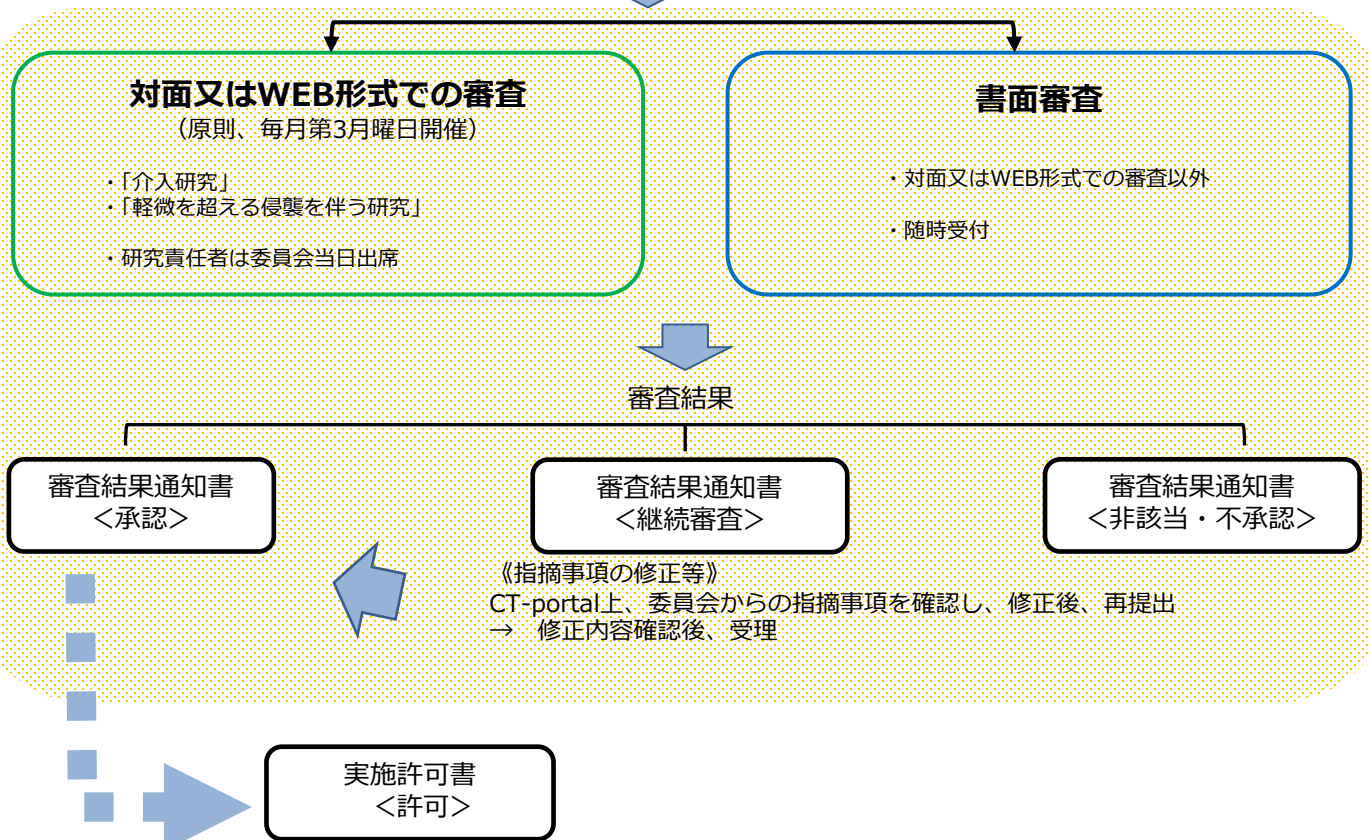 対面又はWEB形式での審査
（原則、毎月第3月曜日開催）
・「介入研究」
・「軽微を超える侵襲を伴う研究」
・研究責任者は委員会当日出席
書面審査
・対面又はWEB形式での審査以外
・随時受付
審査結果
審査結果通知書
＜承認＞
審査結果通知書
＜継続審査＞
審査結果通知書
＜非該当・不承認＞
《指摘事項の修正等》
CT-portal上、委員会からの指摘事項を確認し、修正後、再提出
→　修正内容確認後、受理
実施許可書
＜許可＞